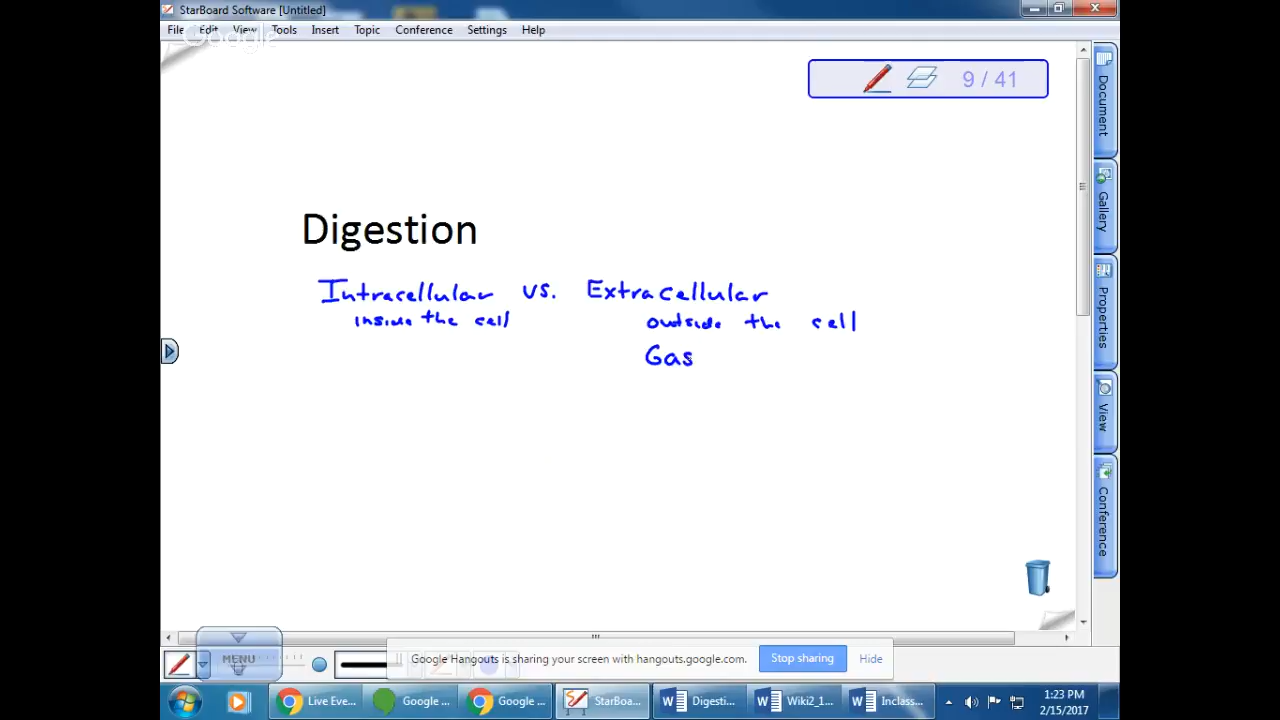 StarBoard Software [Untitled]
File Edit View Tools Insert Topic Conference Settings Help
Google
9 / 41
Document
Gallery
Properties
View
Conference
Digestion
Intracellular vs. Extracellular
inside the cell outside the cell
Gas
MENU
Google Hangouts is sharing your screen with hangouts.google.com. Stop sharing Hide
Live Eve... Google ... Google ... StarBoa... Digesti... Wiki2_1... Inclass...
1:23 PM
2/15/2017